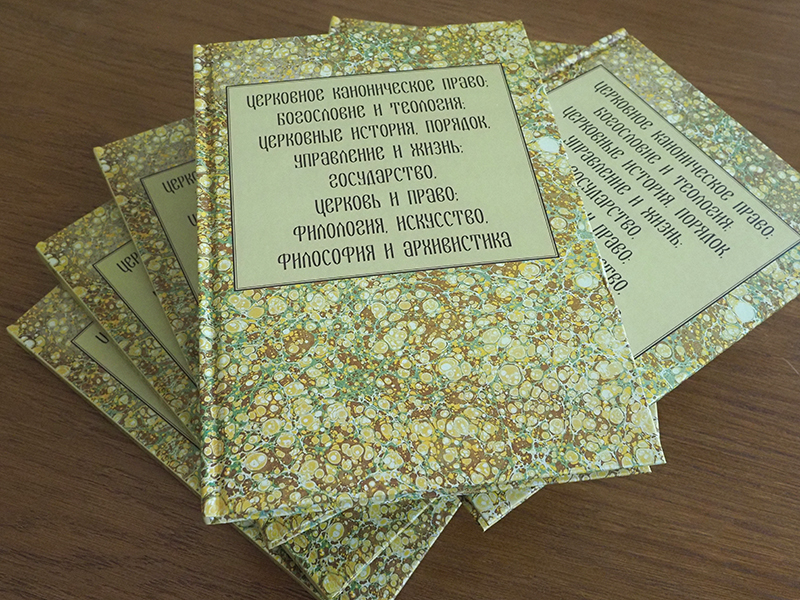 ЦЕРКОВНОЕ КАНОНИЧЕСКОЕ ПРАВО;
БОГОСЛОВИЕ И ТЕОЛОГИЯ;
ЦЕРКОВНЫЕ ИСТОРИЯ, ПОРЯДОК,
УПРАВЛЕНИЕ И ЖИЗНЬ;
ГОСУДАРСТВО,
ЦЕРКОВЬ И ПРАВО;
ФИЛОЛОГИЯ, ИСКУССТВО,
ФИЛОСОФИЯ И АРХИВИСТИКА
ЦЕРКОВНОЕ КАНОНИЧЕСКОЕ ПРАВО;
БОГОСЛОВИЕ И ТЕОЛОГИЯ;
ЦЕРКОВНЫЕ ИСТОРИЯ, ПОРЯДОК,
УПРАВЛЕНИЕ И ЖИЗНЬ;
ГОСУДАРСТВО,
И ПРАВО;